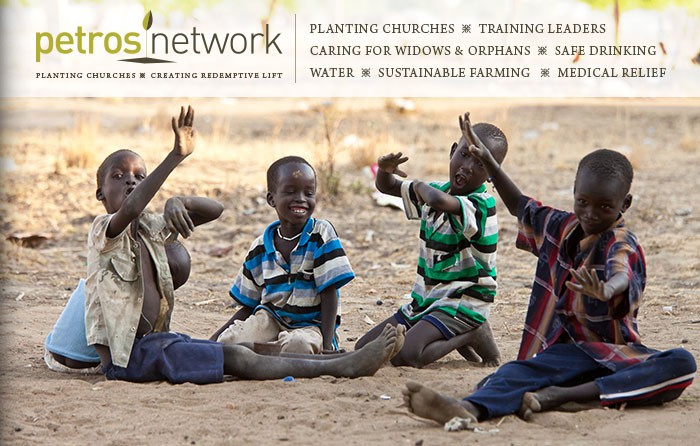 petros network
PLANTING CHURCHES ※ CREATING REDEMPTIVE LIFT
PLANTING CHURCHES ※ TRAINING LEADERS
CARING FOR WIDOWS & ORPHANS ※ SAFE DRINKING
WATER ※ SUSTAINABLE FARMING ※ MEDICAL RELIEF